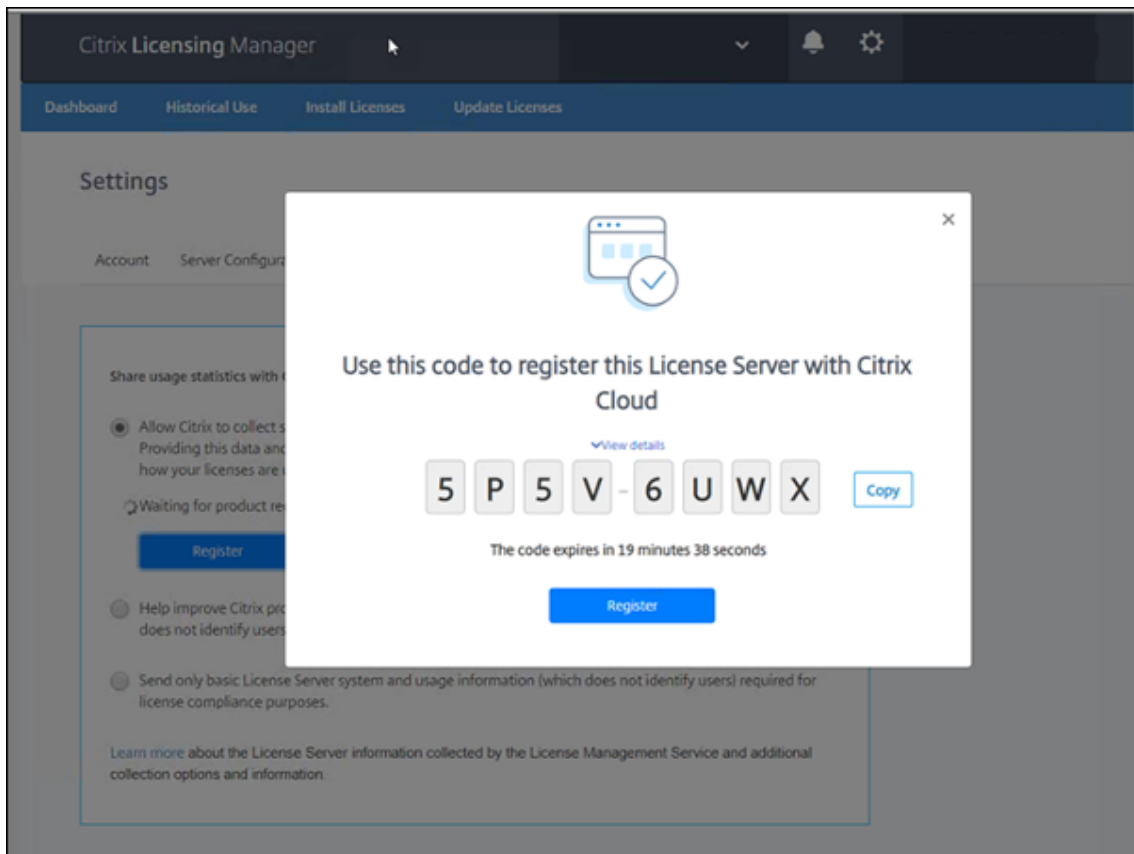 Citrix Licensing Manager
Dashboard Historical Use Install Licenses Update Licenses
Settings
Account Server Configura
Share usage statistics with
Allow Citrix to collect s
Providing this data and
how your licenses are
Waiting for product re
Register
Help improve Citrix pro
does not identify users
Send only basic License Server system and usage information (which does not identify users) required for
license compliance purposes.
Learn more about the License Server information collected by the License Management Service and additional
collection options and information.
×
Use this code to register this License Server with Citrix
Cloud
View details
5 P 5 V - 6 U W X
Copy
The code expires in 19 minutes 38 seconds
Register